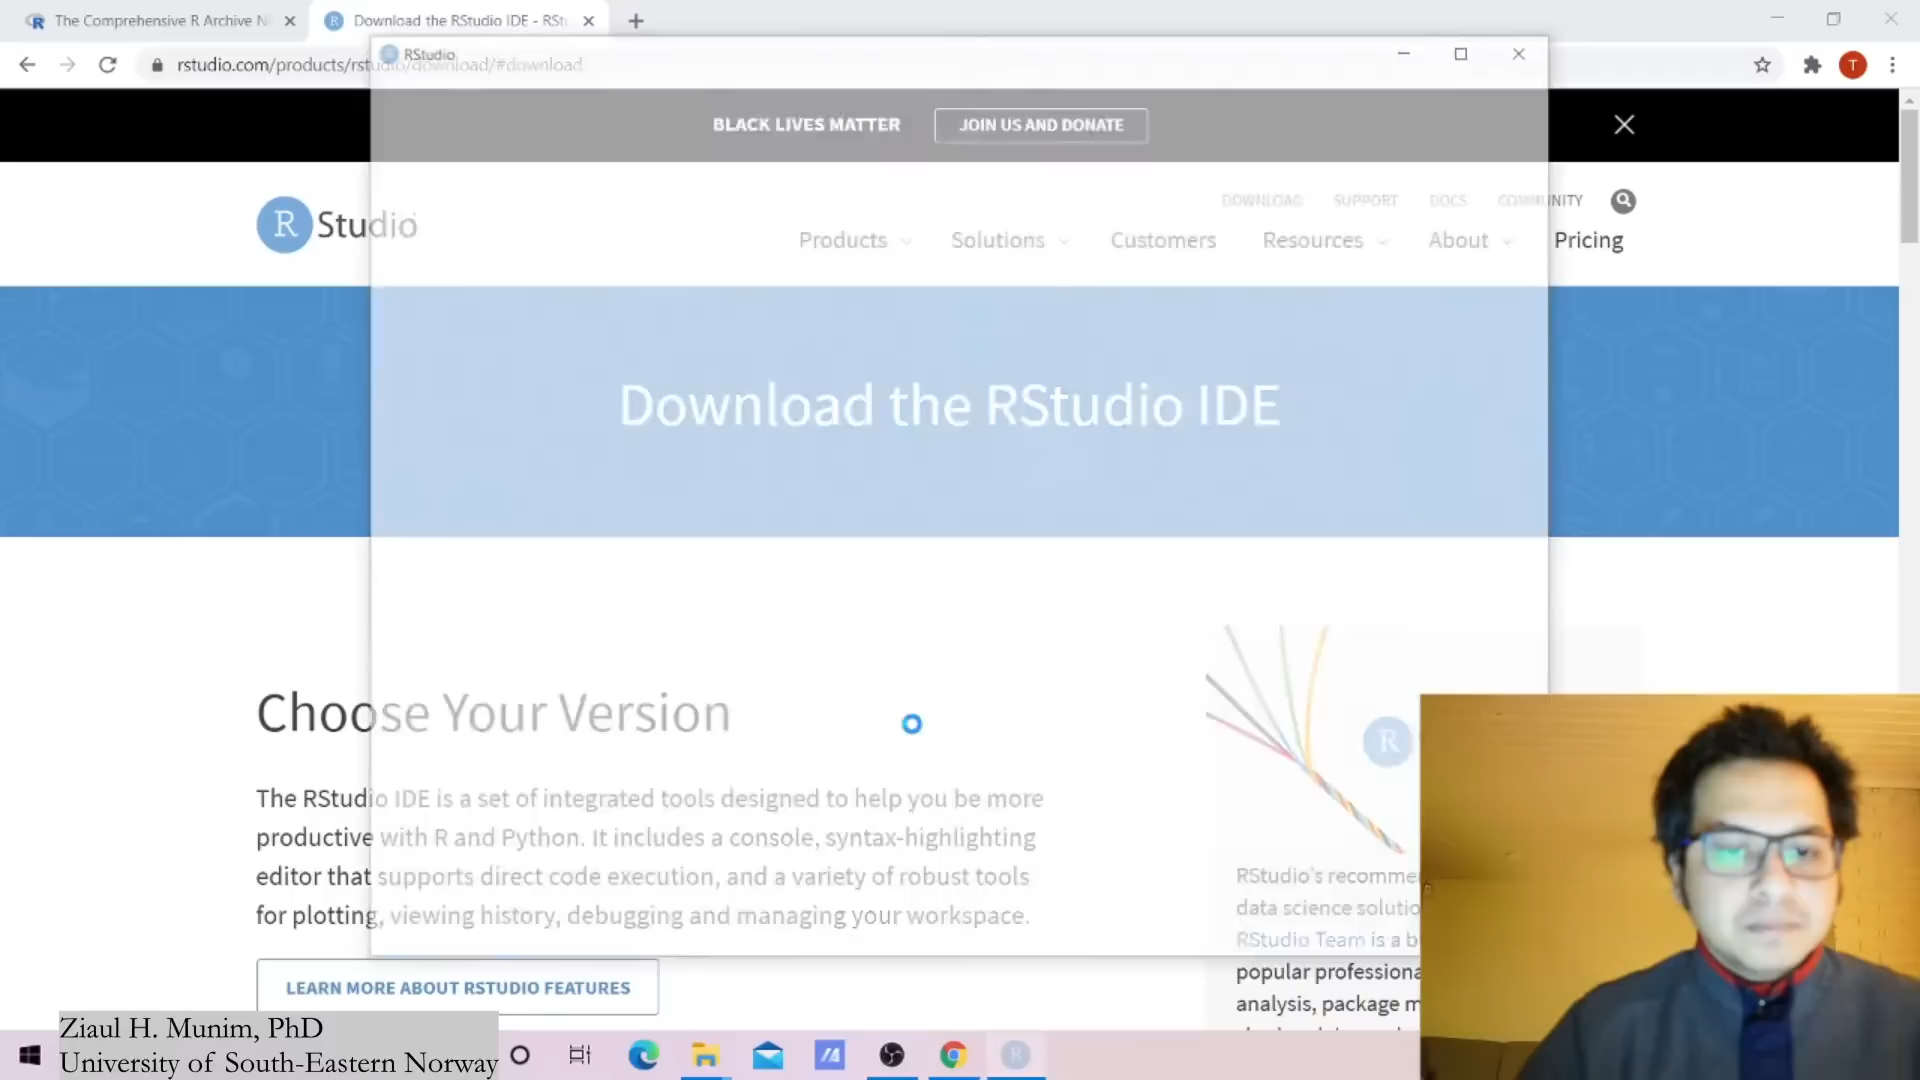 The Comprehensive R Archive N
Download the RStudio IDE - RSt
RStudio
rstudio.com/products/rstudio/download/#download
T
BLACK LIVES MATTER
JOIN US AND DONATE
DOWNLOAD
SUPPORT
DOCS
COMMUNITY
R Studio
Products
Solutions
Customers
Resources
About
Pricing
Download the RStudio IDE
Choose Your Version
R
The RStudio IDE is a set of integrated tools designed to help you be more
productive with R and Python. It includes a console, syntax-highlighting
editor that supports direct code execution, and a variety of robust tools
for plotting, viewing history, debugging and managing your workspace.
LEARN MORE ABOUT RSTUDIO FEATURES
RStudio's recomme
data science solutio
RStudio Team is a b
popular professiona
analysis, package m
Ziaul H. Munim, PhD
University of South-Eastern Norway
R